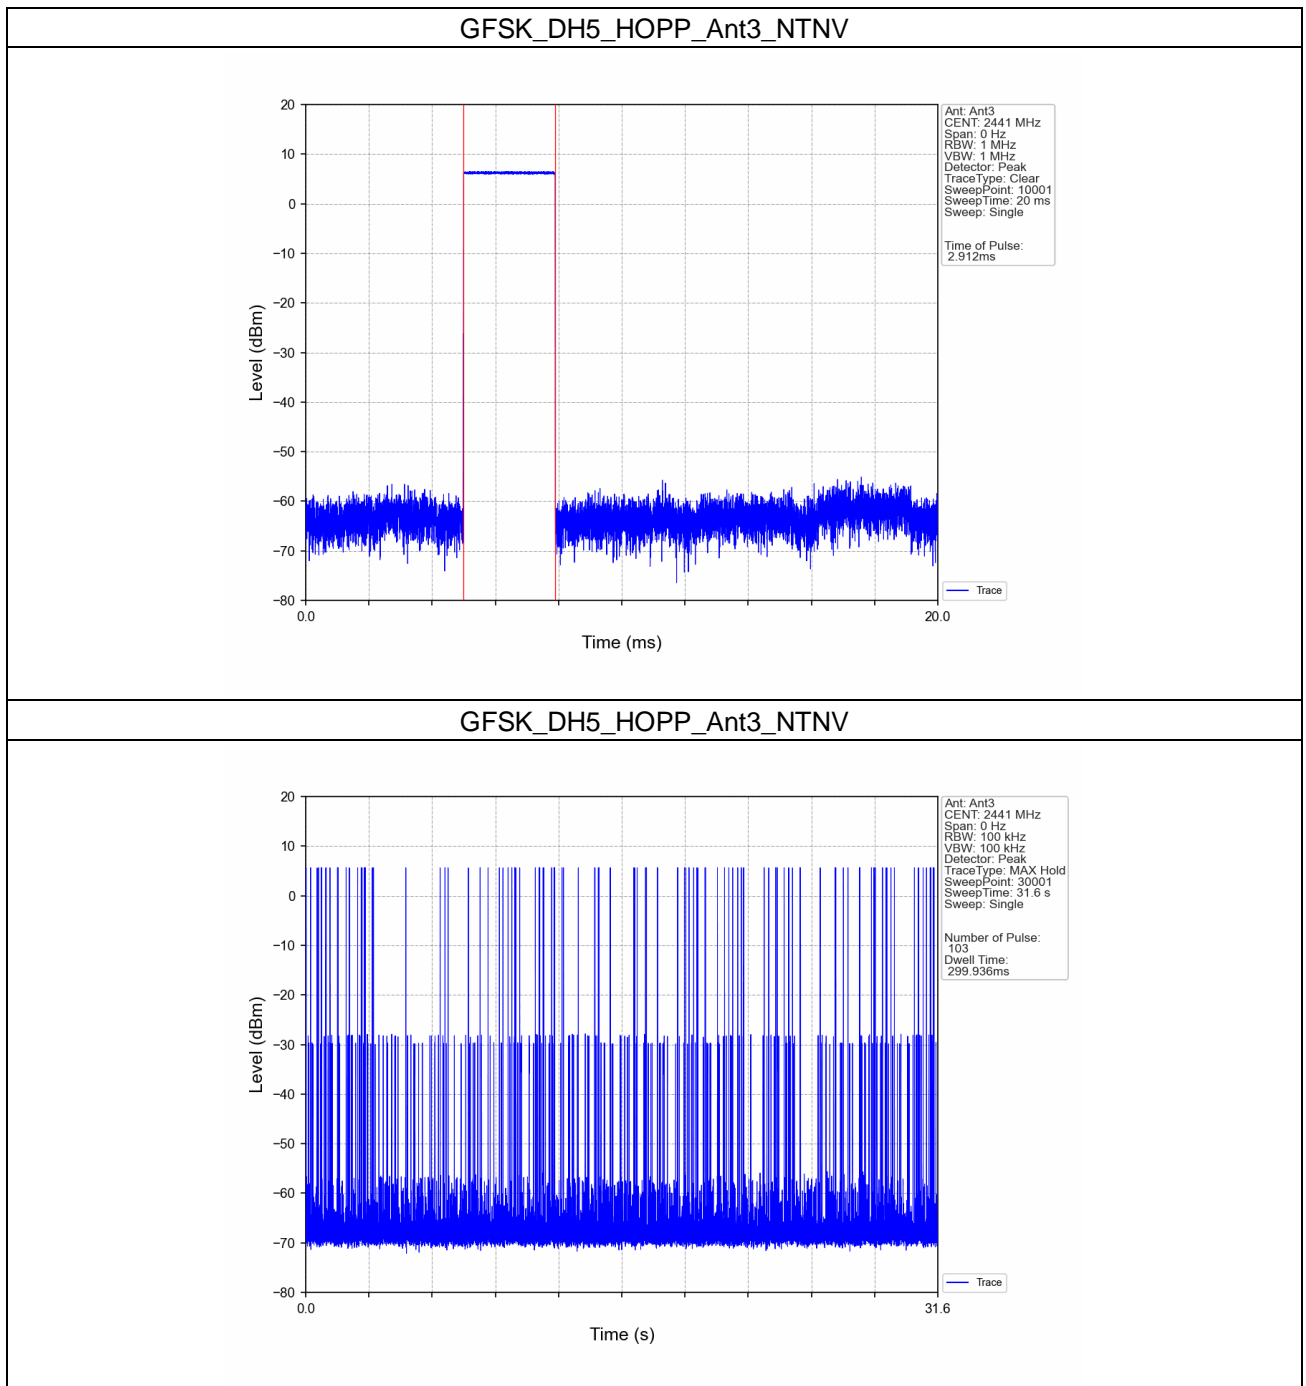 GFSK_DH5_HOPP_Ant3_NTNV
20
10
0
−10
−20
−30
−40
−50
−60
−70
−80
Level (dBm)
0.0
20.0
Time (ms)
Ant: Ant3
CENT: 2441 MHz
Span: 0 Hz
RBW: 1 MHz
VBW: 1 MHz
Detector: Peak
TraceType: Clear
SweepPoint: 10001
SweepTime: 20 ms
Sweep: Single
Time of Pulse:
2.912ms
Trace
GFSK_DH5_HOPP_Ant3_NTNV
20
10
0
−10
−20
−30
−40
−50
−60
−70
−80
Level (dBm)
0.0
31.6
Time (s)
Ant: Ant3
CENT: 2441 MHz
Span: 0 Hz
RBW: 100 kHz
VBW: 100 kHz
Detector: Peak
TraceType: MAX Hold
SweepPoint: 30001
SweepTime: 31.6 s
Sweep: Single
Number of Pulse:
103
Dwell Time:
299.936ms
Trace